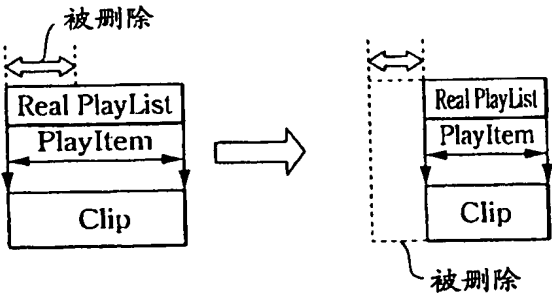 被删除
Real PlayList
PlayItem
Clip
Real PlayList
PlayItem
Clip
被删除